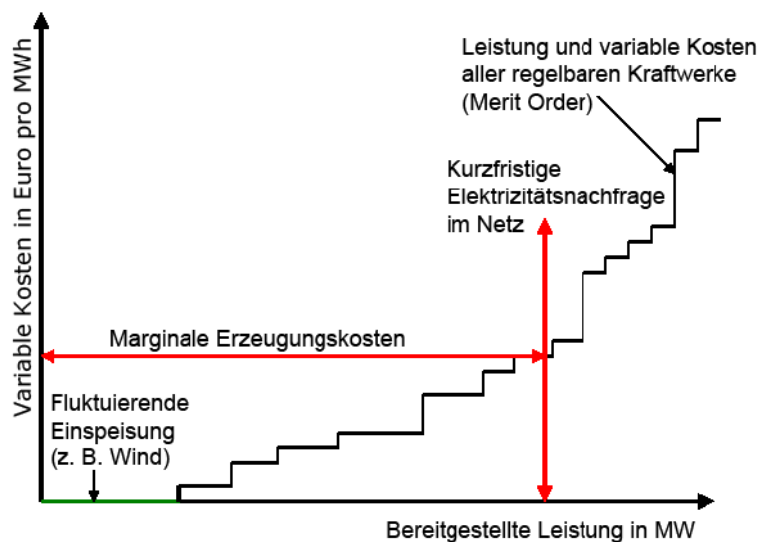 Variable Kosten in Euro pro MWh
Leistung und variable Kosten
aller regelbaren Kraftwerke
(Merit Order)
Kurzfristige
Elektrizitätsnachfrage
im Netz
Marginale Erzeugungskosten
Fluktuierende
Einspeisung
(z. B. Wind)
Bereitgestellte Leistung in MW